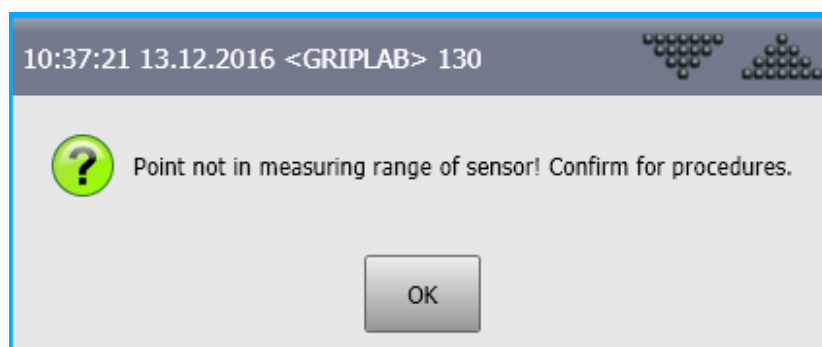 10:37:21 13.12.2016 <GRIPLAB> 130
Point not in measuring range of sensor! Confirm for procedures.
OK